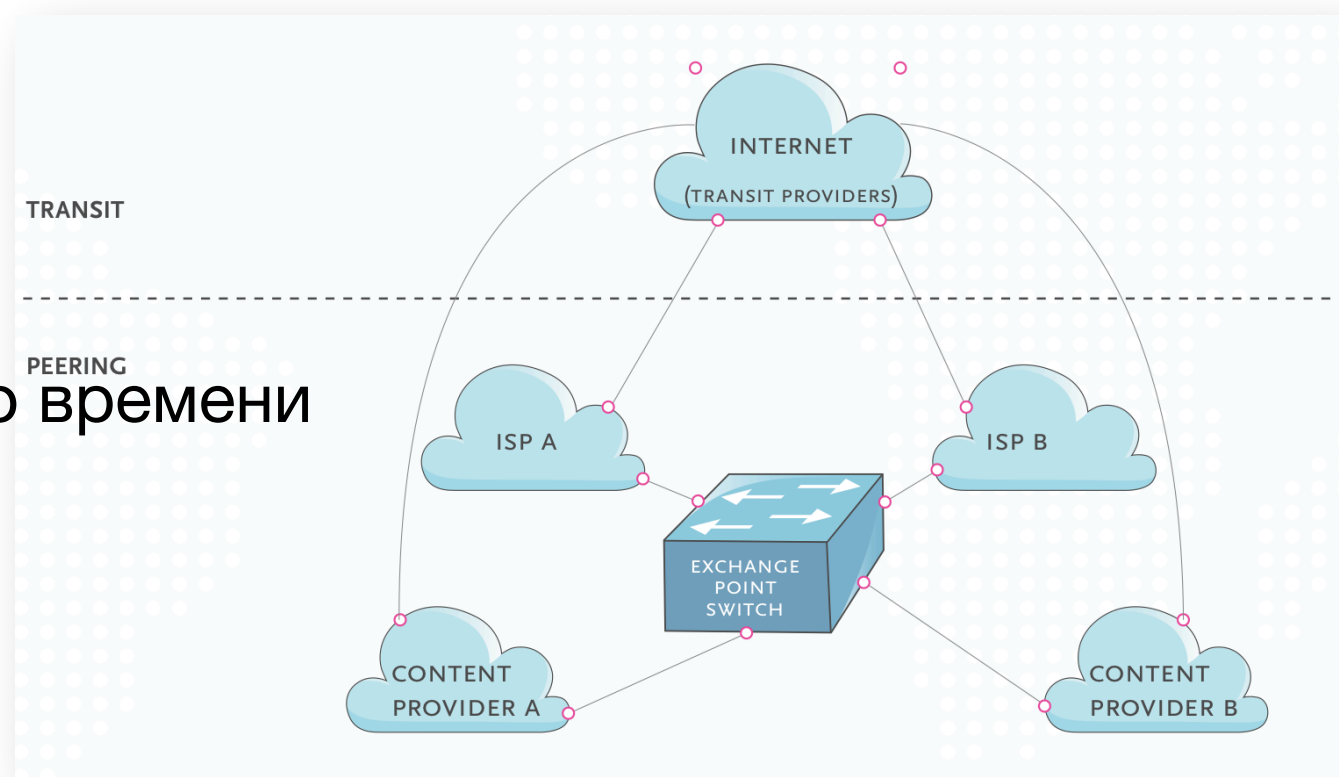 INTERNET
(TRANSIT PROVIDERS)
TRANSIT
PEERING
о времени
ISP A
ISP B
EXCHANGE
POINT
SWITCH
CONTENT
PROVIDER A
CONTENT
PROVIDER B